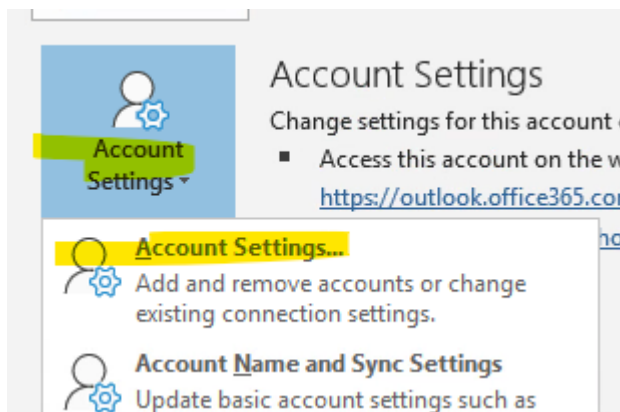 Account Settings
Change settings for this account
Account
Settings
Access this account on the
https://outlook.office365.co
Account Settings...
Add and remove accounts or change
existing connection settings.
Account Name and Sync Settings
Update basic account settings such as